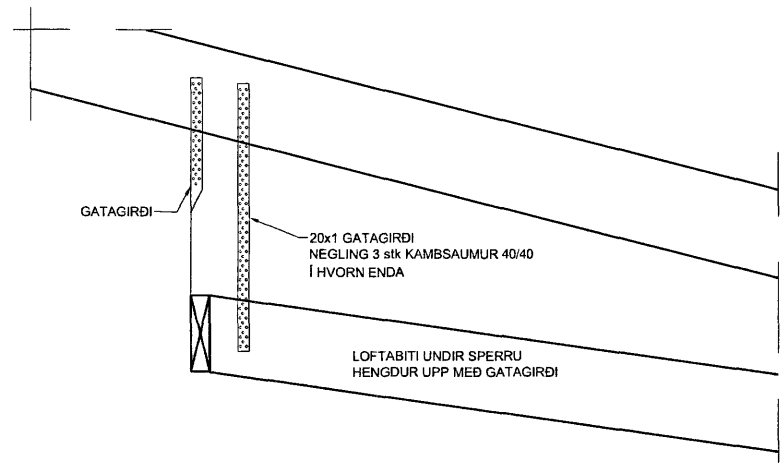 GATAGIRÐI
20x1 GATAGIRÐI
NEGLING 3 stk KAMBSAUMUR 40/40
Í HVORN ENDA
LOFTABITI UNDIR SPERRU
HENGDUR UPP MEÐ GATAGIRÐI